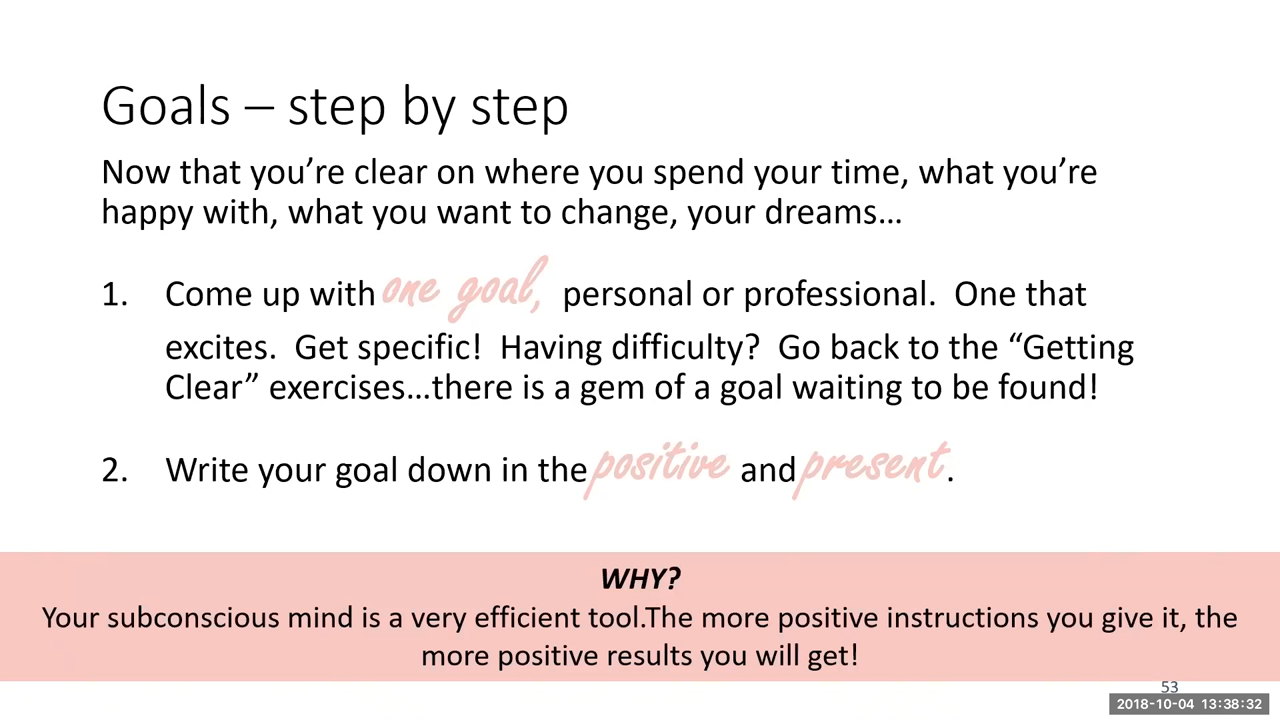 Goals – step by step
Now that you’re clear on where you spend your time, what you’re
happy with, what you want to change, your dreams…
1. Come up with one goal, personal or professional. One that
excites. Get specific! Having difficulty? Go back to the “Getting
Clear” exercises…there is a gem of a goal waiting to be found!
2. Write your goal down in the positive and present.
WHY?
Your subconscious mind is a very efficient tool.The more positive instructions you give it, the
more positive results you will get!
53
2018-10-04 13:38:32